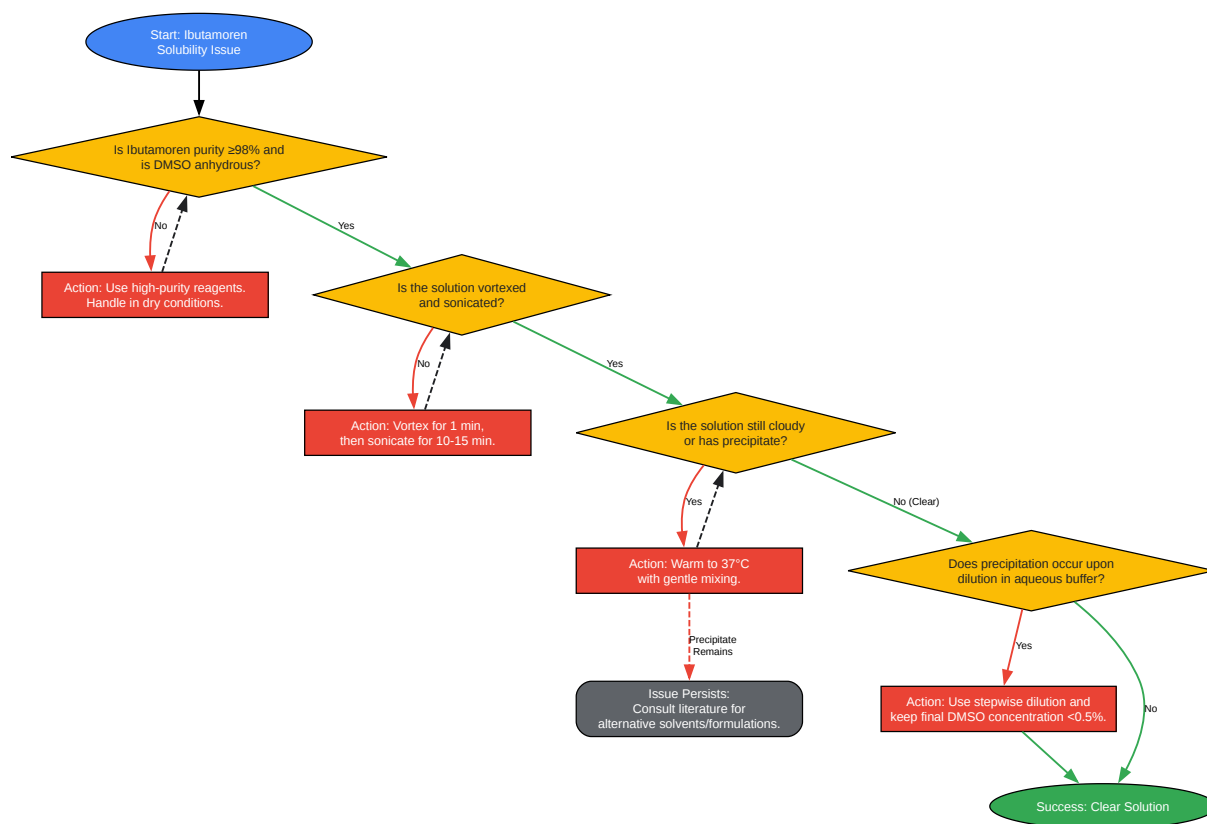 Start: Ibutamoren
Solubility Issue
Is Ibutamoren purity ≥98% and
is DMSO anhydrous?
No
Yes
Action: Use high-purity reagents.
Handle in dry conditions.
Is the solution vortexed
and sonicated?
No
Yes
Action: Vortex for 1 min,
then sonicate for 10-15 min.
Is the solution still cloudy
or has precipitate?
Yes
No (Clear)
Action: Warm to 37°C
with gentle mixing.
Precipitate
Remains
Issue Persists:
Consult literature for
alternative solvents/formulations.
Does precipitation occur upon
dilution in aqueous buffer?
Yes
No
Action: Use stepwise dilution and
keep final DMSO concentration <0.5%.
Success: Clear Solution